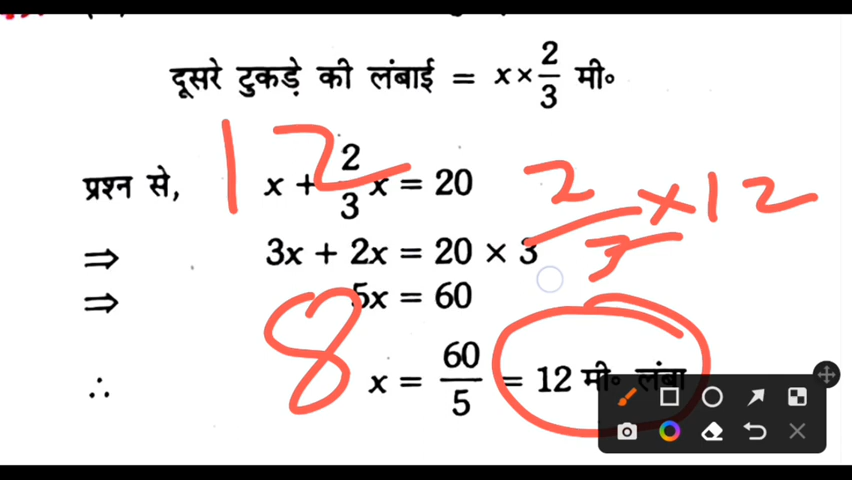 दूसरे टुकड़े की लंबाई = x × 2/3 मी॰
प्रश्न से, x + 2/3 x = 20
⇒ 3x + 2x = 20 × 3
⇒ 5x = 60
∴ x = 60/5 = 12 मी॰ लंबा
12
2/3 × 12
8